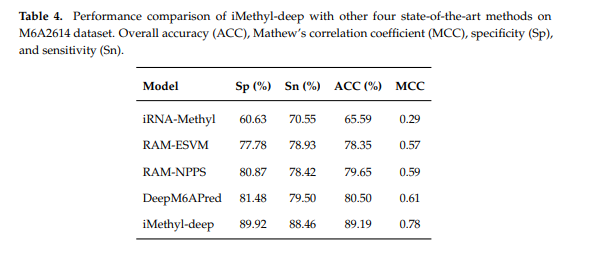 Table 4. Performance comparison of iMethyl-deep with other four state-of-the-art methods on
M6A2614 dataset. Overall accuracy (ACC), Mathew's correlation coefficient (MCC), specificity (Sp),
and sensitivity (Sn).
Model Sp (%) Sn (%) ACC (%) MCC
iRNA-Methyl 60.63 70.55 65.59 0.29
RAM-ESVM 77.78 78.93 78.35 0.57
RAM-NPPS 80.87 78.42 79.65 0.59
DeepM6APred 81.48 79.50 80.50 0.61
iMethyl-deep 89.92 88.46 89.19 0.78